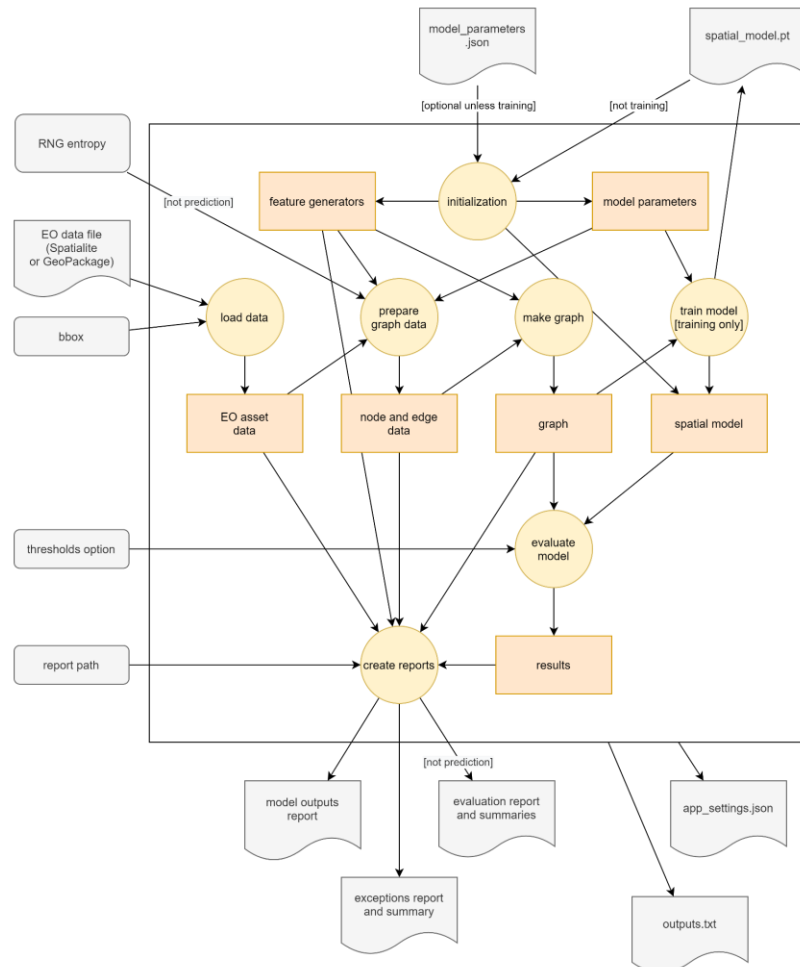 model_parameters
.json
spatial_model.pt
[optional unless training]
[not training]
RNG entropy
[not prediction]
feature generators
initialization
model parameters
EO data file
(Spatialite
or GeoPackage)
load data
prepare
graph data
make graph
train model
[training only]
bbox
EO asset
data
node and edge
data
graph
spatial model
thresholds option
evaluate
model
report path
create reports
results
[not prediction]
model outputs
report
evaluation report
and summaries
app_settings.json
exceptions report
and summary
outputs.txt